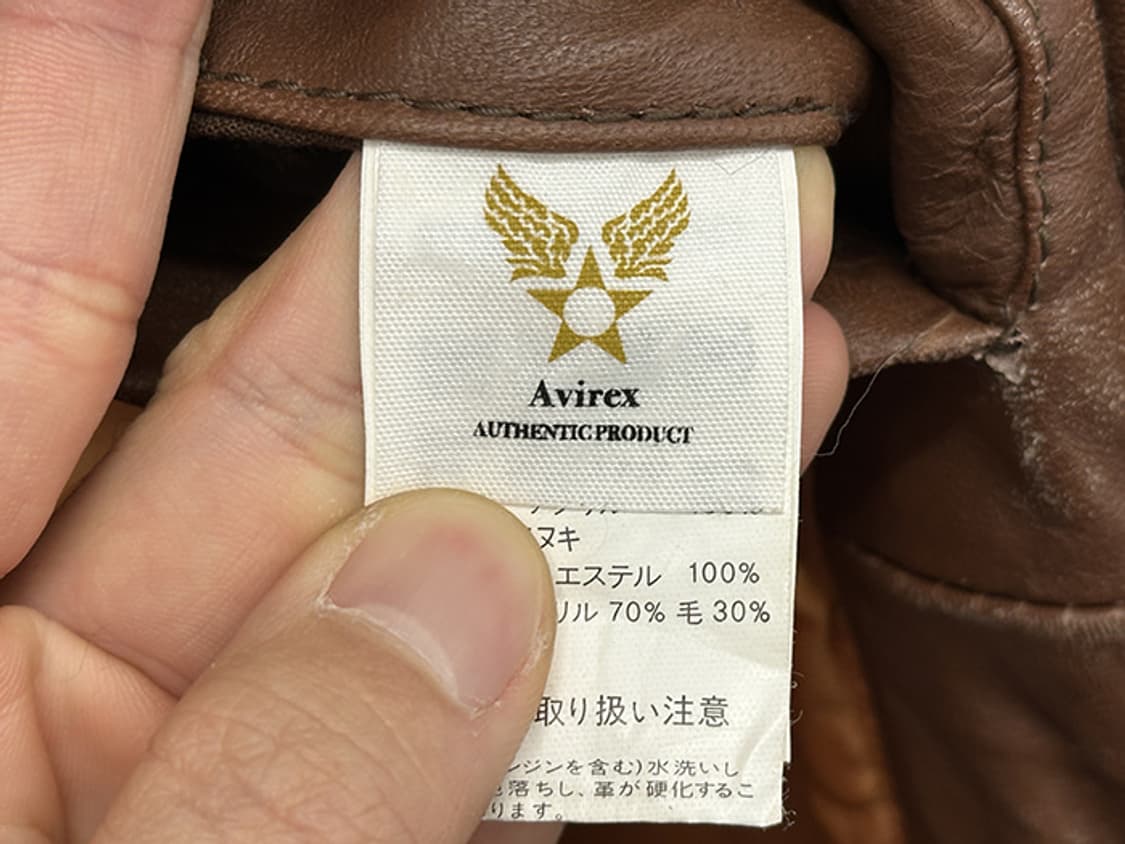 Avirex
AUTHENTIC PRODUCT
ヌキ
エステル 100%
リル 70% 毛 30%
取り扱い注意
ンジンを含む)水洗いし
落ちし、革が硬化するこ
ります。